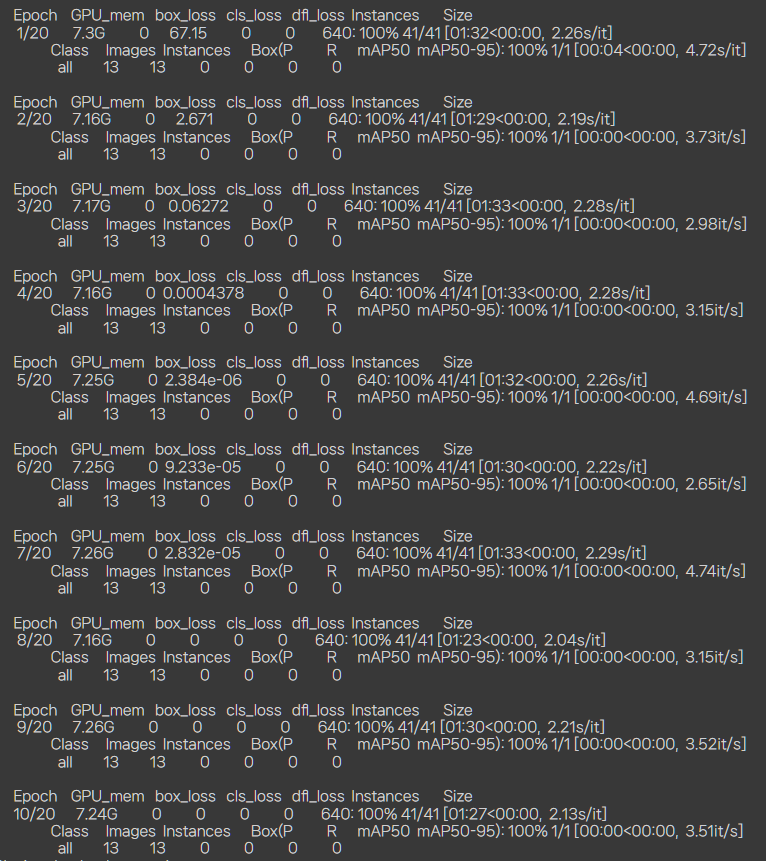 Epoch GPU_mem box_loss cls_loss dfl_loss Instances Size
1/20 7.3G 0 67.15 0 0 640: 100% 41/41 [01:32<00:00, 2.26s/it]
Class Images Instances Box(P R mAP50 mAP50-95): 100% 1/1 [00:04<00:00, 4.72s/it]
all 13 13 0 0 0 0
Epoch GPU_mem box_loss cls_loss dfl_loss Instances Size
2/20 7.16G 0 2.671 0 0 640: 100% 41/41 [01:29<00:00, 2.19s/it]
Class Images Instances Box(P R mAP50 mAP50-95): 100% 1/1 [00:00<00:00, 3.73it/s]
all 13 13 0 0 0 0
Epoch GPU_mem box_loss cls_loss dfl_loss Instances Size
3/20 7.17G 0 0.06272 0 0 640: 100% 41/41 [01:33<00:00, 2.28s/it]
Class Images Instances Box(P R mAP50 mAP50-95): 100% 1/1 [00:00<00:00, 2.98it/s]
all 13 13 0 0 0 0
Epoch GPU_mem box_loss cls_loss dfl_loss Instances Size
4/20 7.16G 0 0.0004378 0 0 640: 100% 41/41 [01:33<00:00, 2.28s/it]
Class Images Instances Box(P R mAP50 mAP50-95): 100% 1/1 [00:00<00:00, 3.15it/s]
all 13 13 0 0 0 0
Epoch GPU_mem box_loss cls_loss dfl_loss Instances Size
5/20 7.25G 0 2.384e-06 0 0 640: 100% 41/41 [01:32<00:00, 2.26s/it]
Class Images Instances Box(P R mAP50 mAP50-95): 100% 1/1 [00:00<00:00, 4.69it/s]
all 13 13 0 0 0 0
Epoch GPU_mem box_loss cls_loss dfl_loss Instances Size
6/20 7.25G 0 9.233e-05 0 0 640: 100% 41/41 [01:30<00:00, 2.22s/it]
Class Images Instances Box(P R mAP50 mAP50-95): 100% 1/1 [00:00<00:00, 2.65it/s]
all 13 13 0 0 0 0
Epoch GPU_mem box_loss cls_loss dfl_loss Instances Size
7/20 7.26G 0 2.832e-05 0 0 640: 100% 41/41 [01:33<00:00, 2.29s/it]
Class Images Instances Box(P R mAP50 mAP50-95): 100% 1/1 [00:00<00:00, 4.74it/s]
all 13 13 0 0 0 0
Epoch GPU_mem box_loss cls_loss dfl_loss Instances Size
8/20 7.16G 0 0 0 0 640: 100% 41/41 [01:23<00:00, 2.04s/it]
Class Images Instances Box(P R mAP50 mAP50-95): 100% 1/1 [00:00<00:00, 3.15it/s]
all 13 13 0 0 0 0
Epoch GPU_mem box_loss cls_loss dfl_loss Instances Size
9/20 7.26G 0 0 0 0 640: 100% 41/41 [01:30<00:00, 2.21s/it]
Class Images Instances Box(P R mAP50 mAP50-95): 100% 1/1 [00:00<00:00, 3.52it/s]
all 13 13 0 0 0 0
Epoch GPU_mem box_loss cls_loss dfl_loss Instances Size
10/20 7.24G 0 0 0 0 640: 100% 41/41 [01:27<00:00, 2.13s/it]
Class Images Instances Box(P R mAP50 mAP50-95): 100% 1/1 [00:00<00:00, 3.51it/s]
all 13 13 0 0 0 0